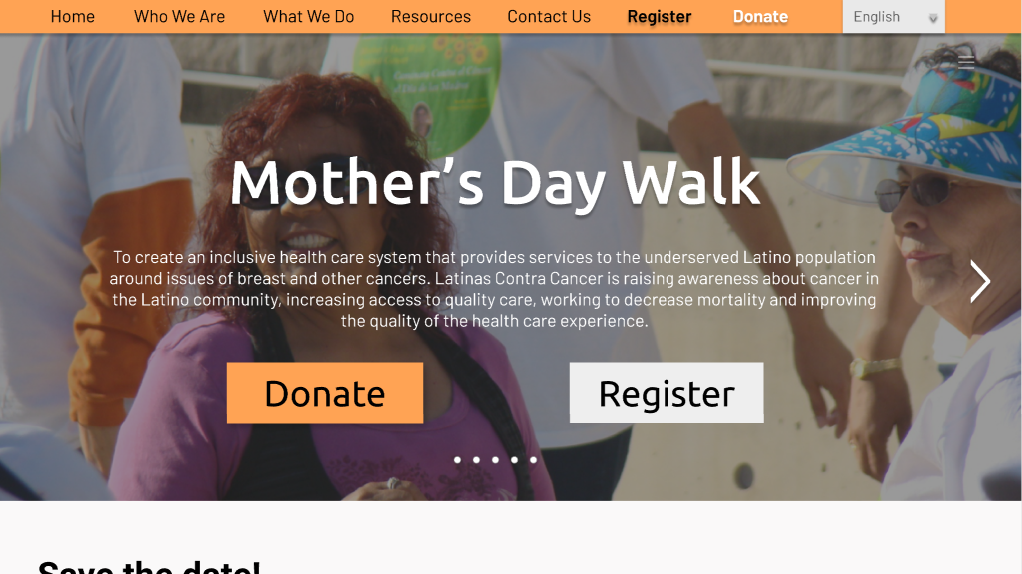 Home Who We Are What We Do Resources Contact Us Register Donate English
Mother's Day Walk
To create an inclusive health care system that provides services to the underserved Latino population
around issues of breast and other cancers. Latinas Contra Cancer is raising awareness about cancer in
the Latino community, increasing access to quality care, working to decrease mortality and improving
the quality of the health care experience.
Donate Register
Save the date!